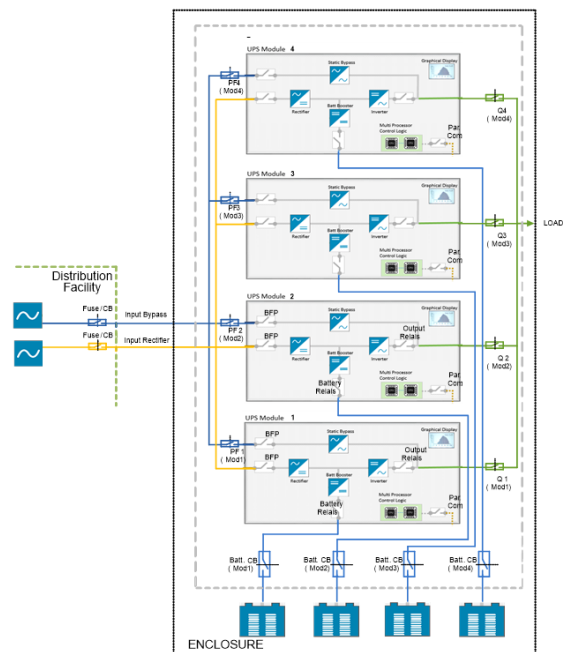 UPS Module 4
Static Bypass
Graphical Display
PF4
( Mod4)
Rectifier
Batt Booster
Inverter
Multi Processor
Control Logic
Par
Com
Q4
( Mod4)
UPS Module 3
Static Bypass
Graphical Display
PF3
( Mod3)
Rectifier
Batt Booster
Inverter
Multi Processor
Control Logic
Par
Com
Q3
( Mod3)
LOAD
Distribution
Facility
Fuse/CB
Input Bypass
Fuse/CB
Input Rectifier
UPS Module 2
Static Bypass
Graphical Display
PF 2
( Mod2)
BFP
BFP
Output
Relais
Rectifier
Batt Booster
Inverter
Battery
Relais
Multi Processor
Control Logic
Par
Com
Q 2
( Mod2)
UPS Module 1
Static Bypass
Graphical Display
PF 1
( Mod1)
BFP
BFP
Output
Relais
Rectifier
Batt Booster
Inverter
Battery
Relais
Multi Processor
Control Logic
Par
Com
Q 1
( Mod1)
Batt. CB
( Mod1)
Batt. CB
( Mod2)
Batt. CB
( Mod3)
Batt. CB
( Mod4)
ENCLOSURE